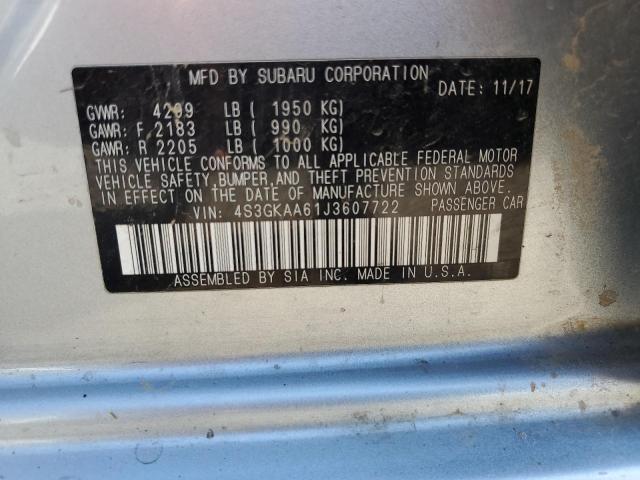 MFD BY SUBARU CORPORATION
DATE: 11/17
GVWR: 4299 LB ( 1950 KG)
GAWR: F 2183 LB ( 990 KG)
GAWR: R 2205 LB ( 1000 KG)
THIS VEHICLE CONFORMS TO ALL APPLICABLE FEDERAL MOTOR
VEHICLE SAFETY, BUMPER, AND THEFT PREVENTION STANDARDS
IN EFFECT ON THE DATE OF MANUFACTURE SHOWN ABOVE.
VIN: 4S3GKAA61J3607722 PASSENGER CAR
ASSEMBLED BY SIA INC. MADE IN U.S.A.